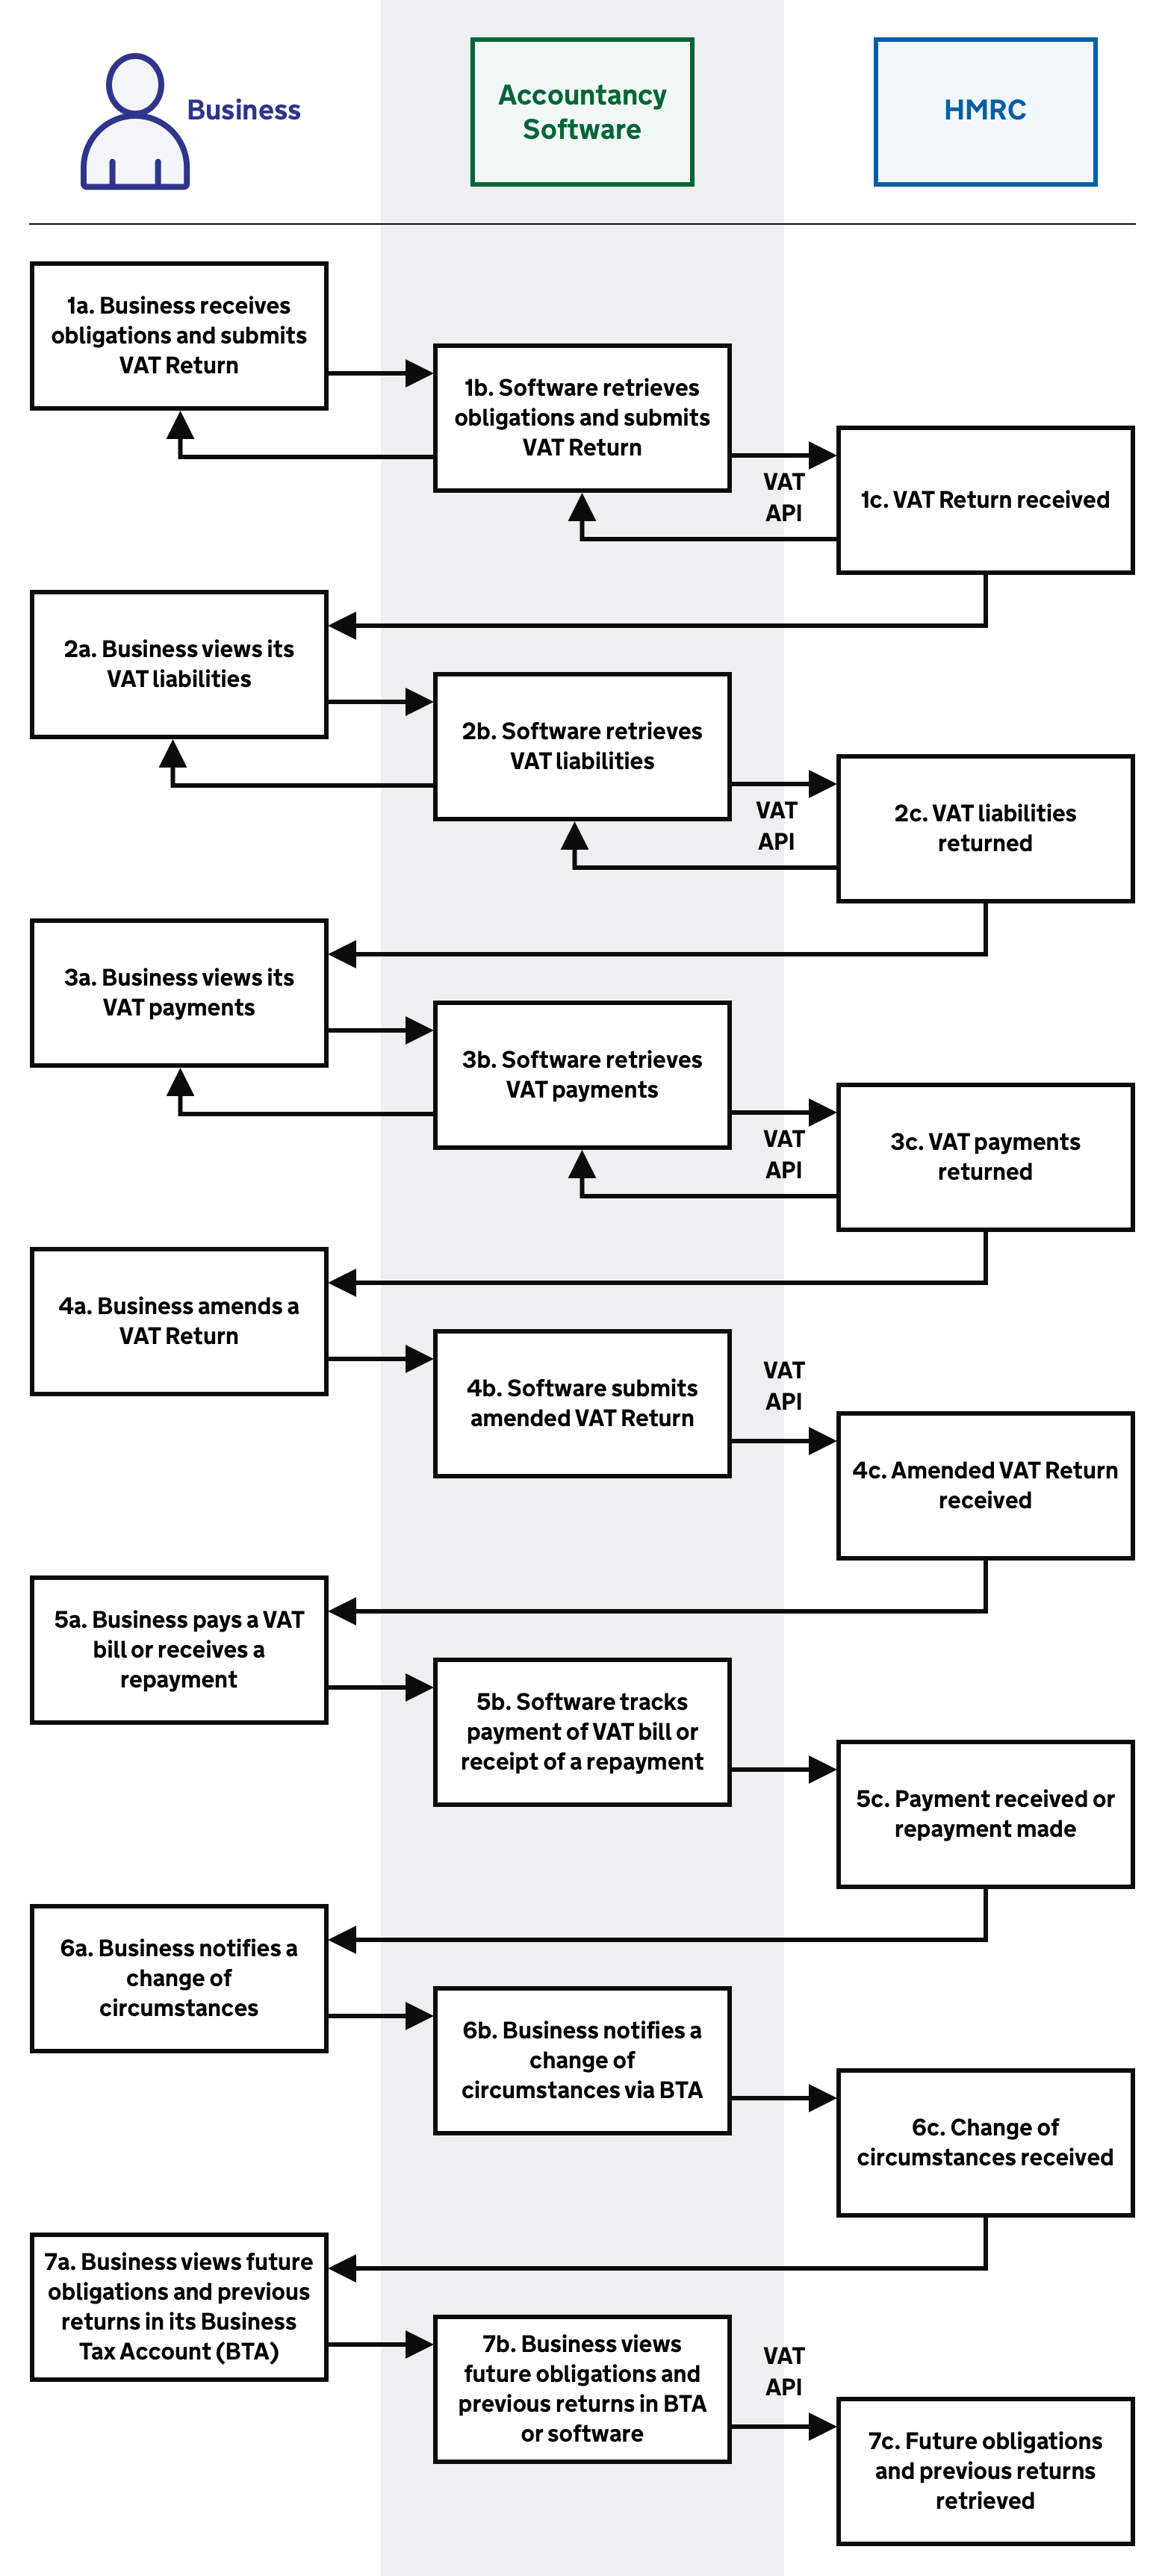 Business
Accountancy
Software
HMRC
1a. Business receives
obligations and submits
VAT Return
1b. Software retrieves
obligations and submits
VAT Return
VAT
API
1c. VAT Return received
2a. Business views its
VAT liabilities
2b. Software retrieves
VAT liabilities
VAT
API
2c. VAT liabilities
returned
3a. Business views its
VAT payments
3b. Software retrieves
VAT payments
VAT
API
3c. VAT payments
returned
4a. Business amends a
VAT Return
4b. Software submits
amended VAT Return
VAT
API
4c. Amended VAT Return
received
5a. Business pays a VAT
bill or receives a
repayment
5b. Software tracks
payment of VAT bill or
receipt of a repayment
5c. Payment received or
repayment made
6a. Business notifies a
change of
circumstances
6b. Business notifies a
change of
circumstances via BTA
6c. Change of
circumstances received
7a. Business views future
obligations and previous
returns in its Business
Tax Account (BTA)
7b. Business views
future obligations and
previous returns in BTA
or software
VAT
API
7c. Future obligations
and previous returns
retrieved